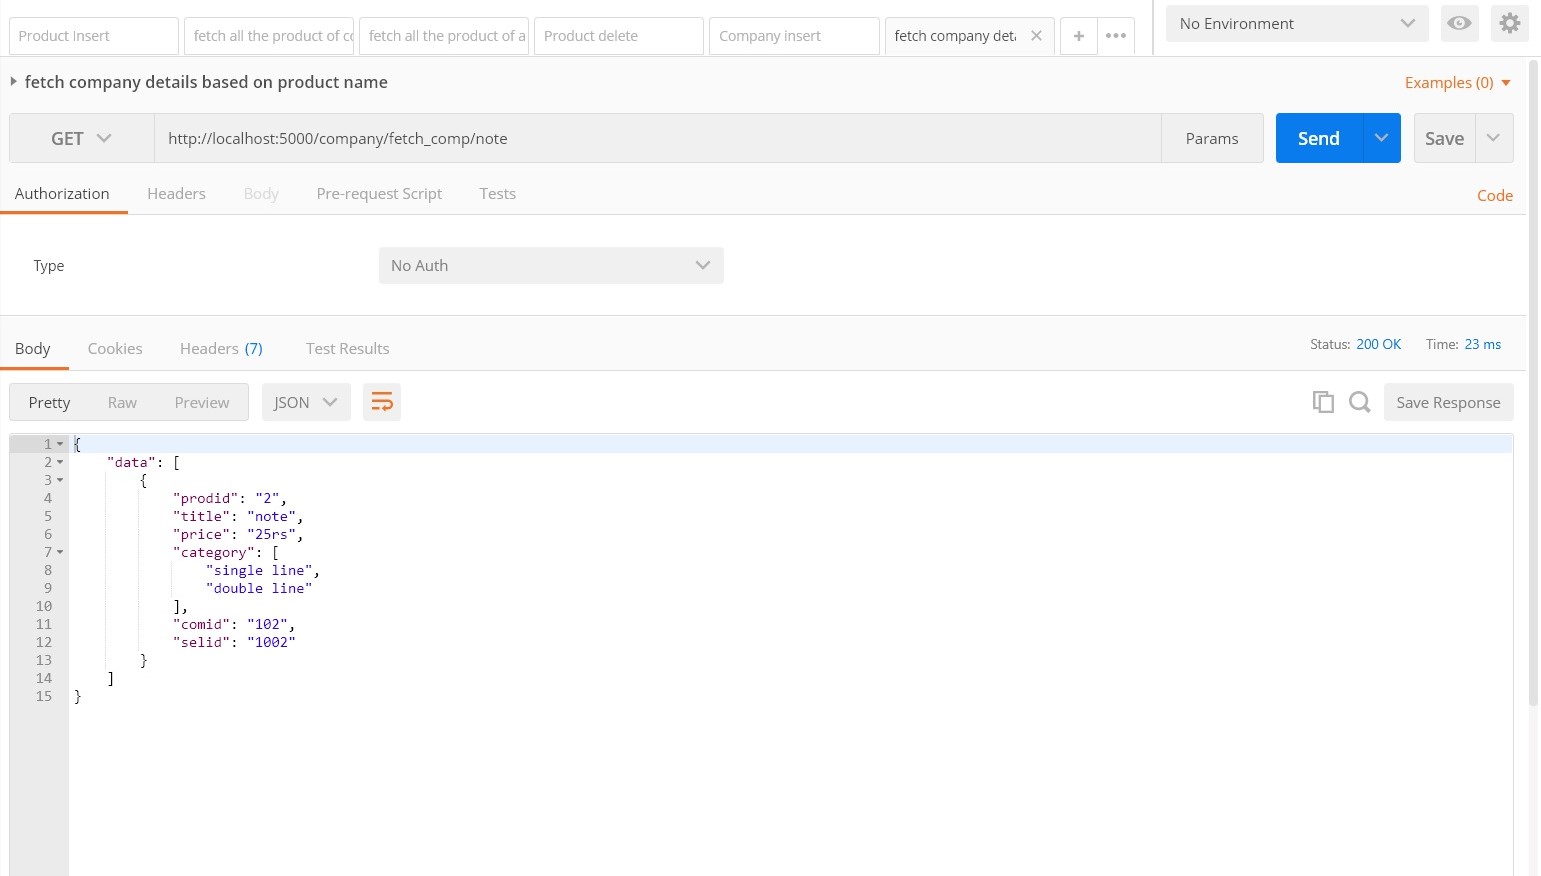 Product Insert
fetch all the product of co
fetch all the product of a
Product delete
Company insert
fetch company deta
No Environment
fetch company details based on product name
Examples (0)
GET
http://localhost:5000/company/fetch_comp/note
Params
Send
Save
Authorization
Headers
Body
Pre-request Script
Tests
Code
Type
No Auth
Body
Cookies
Headers (7)
Test Results
Status: 200 OK
Time: 23 ms
Pretty
Raw
Preview
JSON
Save Response
1 {
2 "data": [
3 {
4 "prodid": "2",
5 "title": "note",
6 "price": "25rs",
7 "category": [
8 "single line",
9 "double line"
10 ],
11 "comid": "102",
12 "selid": "1002"
13 }
14 ]
15 }